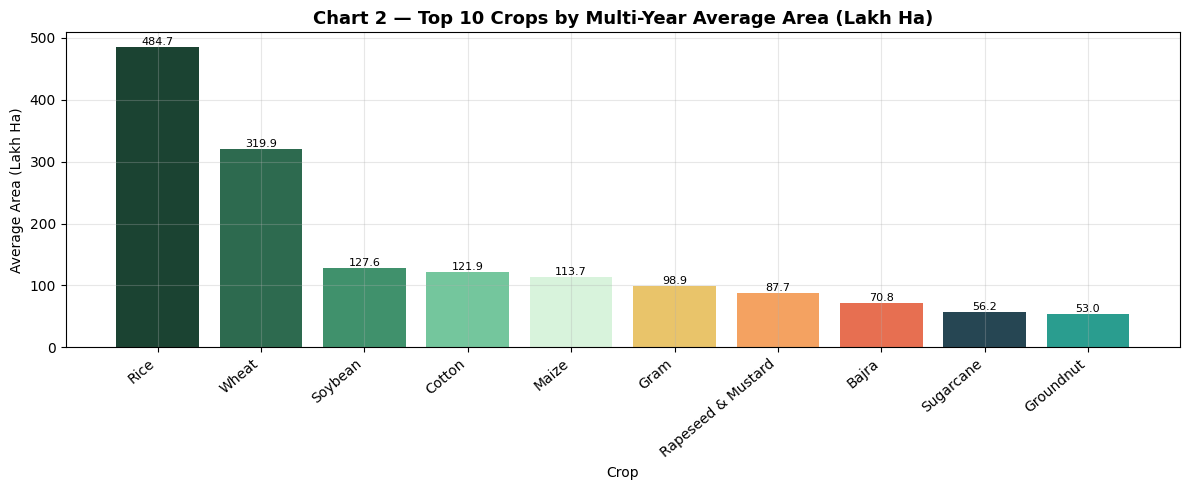 Chart 2 — Top 10 Crops by Multi-Year Average Area (Lakh Ha)
Average Area (Lakh Ha)
500
400
300
200
100
0
484.7
319.9
127.6
121.9
113.7
98.9
87.7
70.8
56.2
53.0
Rice
Wheat
Soybean
Cotton
Maize
Gram
Rapeseed & Mustard
Bajra
Sugarcane
Groundnut
Crop